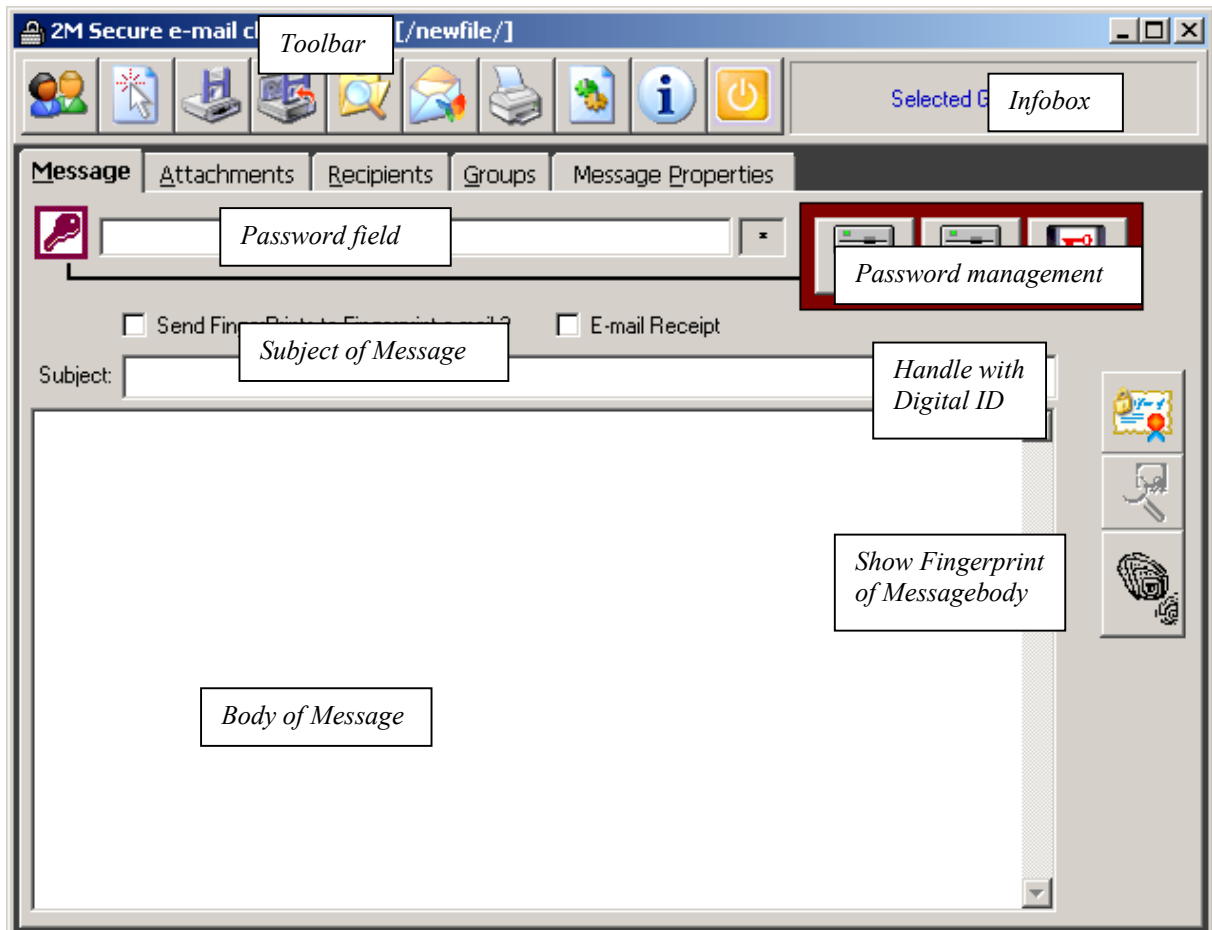 2M Secure e-mail cl [/newfile/]
Toolbar
Selected G
Infobox
Message Attachments Recipients Groups Message Properties
Password field
*
Password management
Send E-mail Receipt
Subject of Message
Subject:
Handle with
Digital ID
Show Fingerprint
of Messagebody
Body of Message